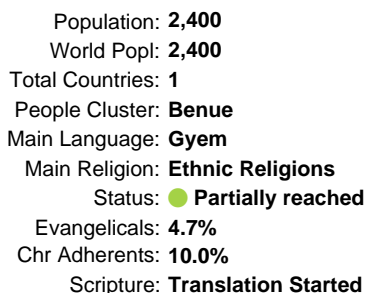 Population: 2,400
World Popl: 2,400
Total Countries: 1
People Cluster: Benue
Main Language: Gyem
Main Religion: Ethnic Religions
Status: Partially reached
Evangelicals: 4.7%
Chr Adherents: 10.0%
Scripture: Translation Started